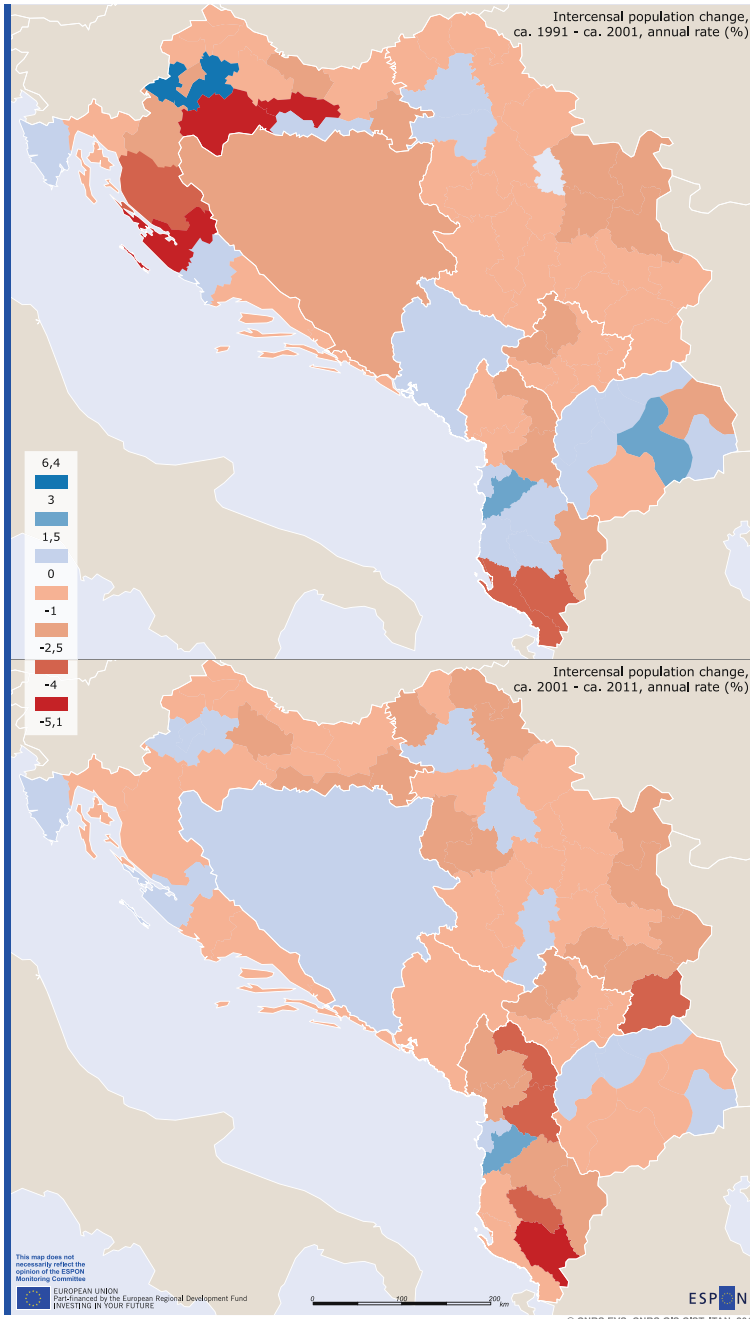 Intercensal population change,
ca. 1991 - ca. 2001, annual rate (%)
6,4
3
1,5
0
-1
-2,5
-4
-5,1
Intercensal population change,
ca. 2001 - ca. 2011, annual rate (%)
This map does not
necessarily reflect the
opinion of the ESPON
Monitoring Committee
EUROPEAN UNION
Part-financed by the European Regional Development Fund
INVESTING IN YOUR FUTURE
0 100 200
km
ESPON